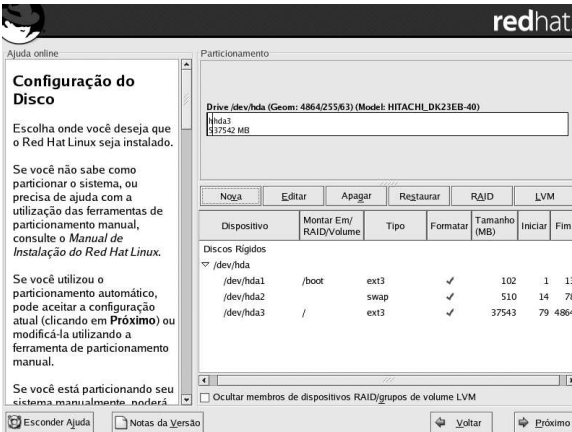 redhat.
Ajuda online
Configuração do
Disco
Escolha onde você deseja que
o Red Hat Linux seja instalado.
Se você não sabe como
particionar o sistema, ou
precisa de ajuda com a
utilização das ferramentas de
particionamento manual,
consulte o Manual de
Instalação do Red Hat Linux.
Se você utilizou o
particionamento automático,
pode aceitar a configuração
atual (clicando em Próximo) ou
modificá-la utilizando a
ferramenta de particionamento
manual.
Se você está particionando seu
sistema manualmente, poderá
Particionamento
Drive /dev/hda (Geom: 4864/255/63) (Model: HITACHI_DK23EB-40)
hhda3
537542 MB
Nova Editar Apagar Restaurar RAID LVM
Dispositivo Montar Em/ RAID/Volume Tipo Formatar Tamanho (MB) Iniciar Fim
Discos Rígidos
/dev/hda
/dev/hda1 /boot ext3 ✓ 102 1 13
/dev/hda2 swap ✓ 510 14 78
/dev/hda3 / ext3 ✓ 37543 79 4864
Ocultar membros de dispositivos RAID/grupos de volume LVM
Esconder Ajuda Notas da Versão Voltar Próximo